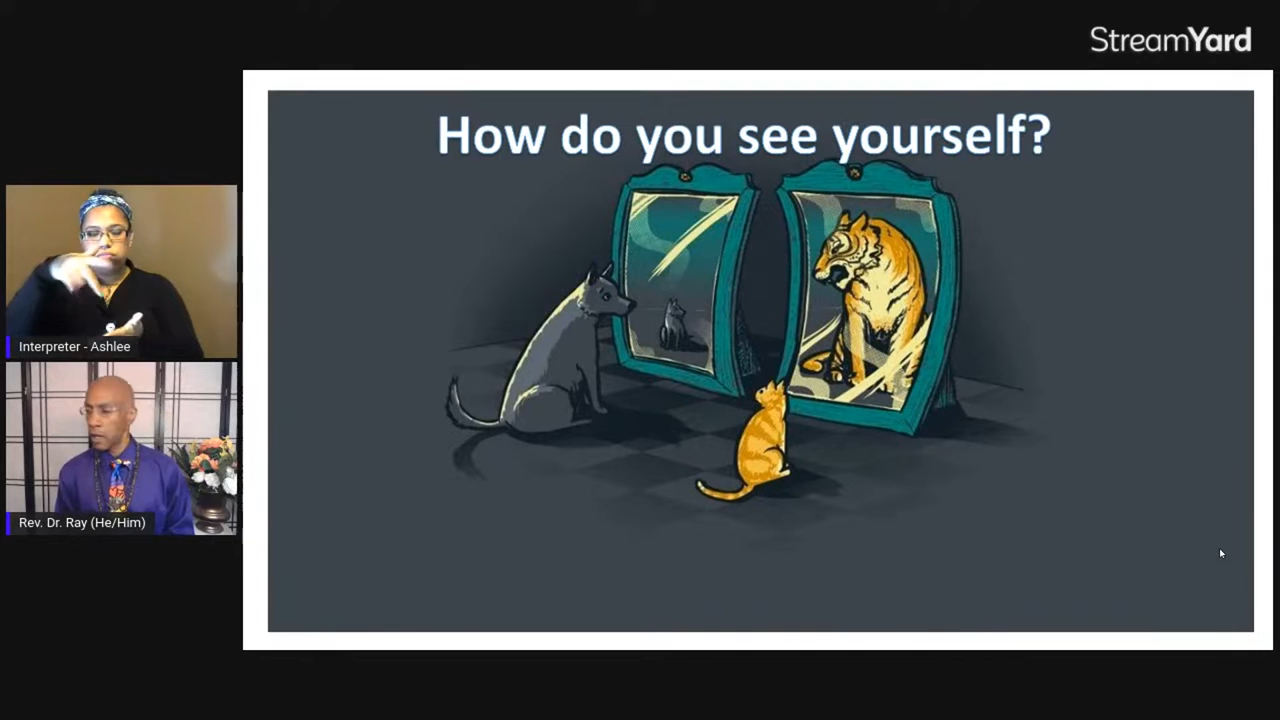 StreamYard
How do you see yourself?
Interpreter - Ashlee
Rev. Dr. Ray (He/Him)